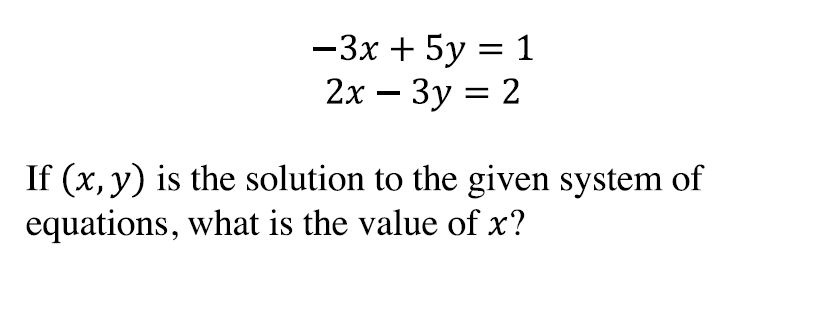 −3x + 5y = 1
2x − 3y = 2
If (x, y) is the solution to the given system of
equations, what is the value of x?